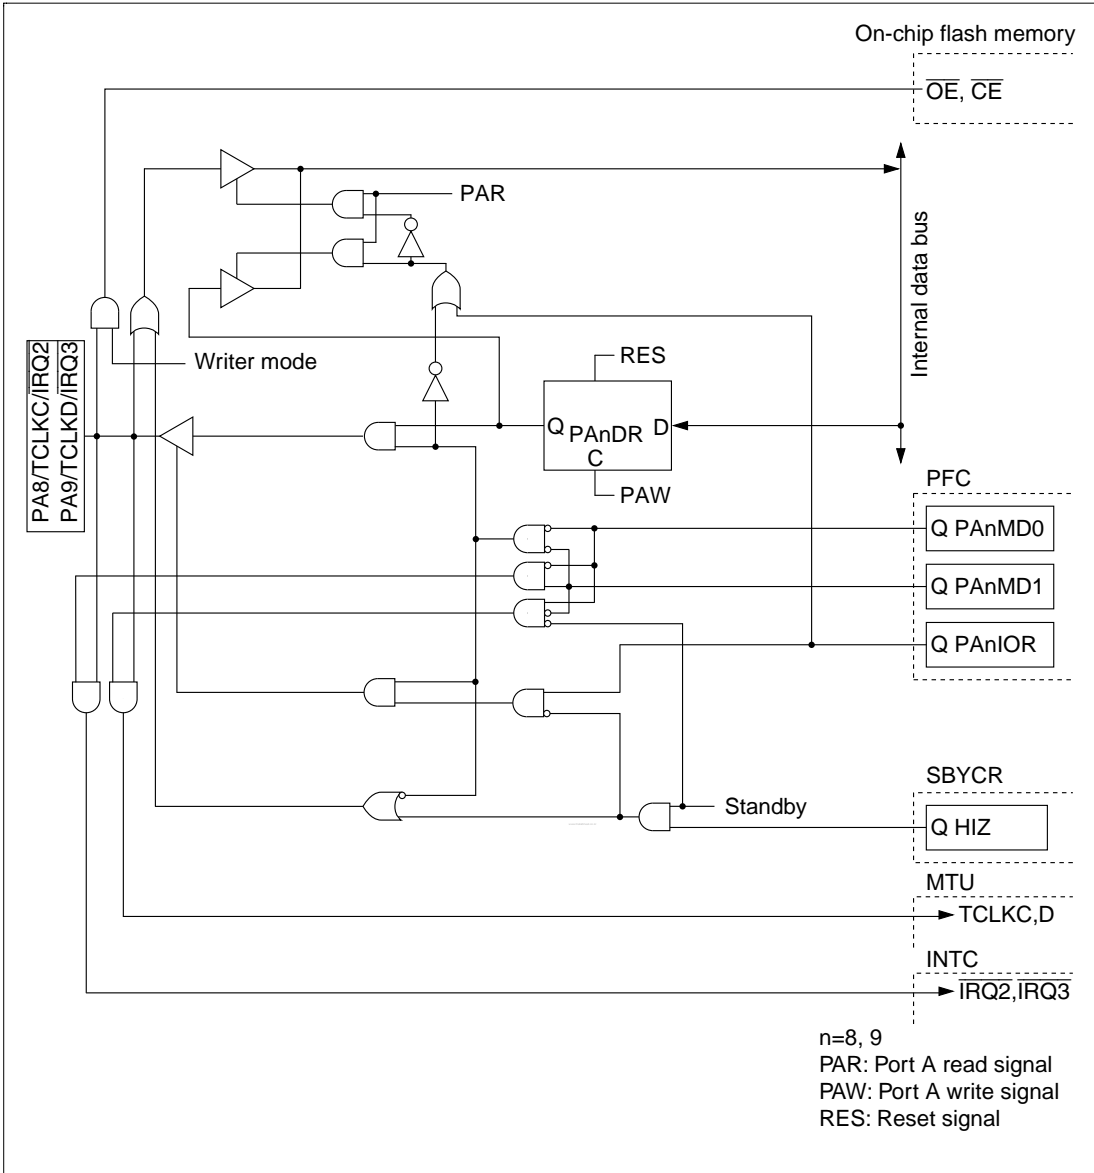 On-chip flash memory
OE, CE
PAR
Internal data bus
Writer mode
RES
PA8/TCLKC/IRQ2
PA9/TCLKD/IRQ3
Q PAnDR D
C
PAW
PFC
Q PAnMD0
Q PAnMD1
Q PAnIOR
SBYCR
Standby
Q HIZ
MTU
TCLKC,D
INTC
IRQ2,IRQ3
n=8, 9
PAR: Port A read signal
PAW: Port A write signal
RES: Reset signal